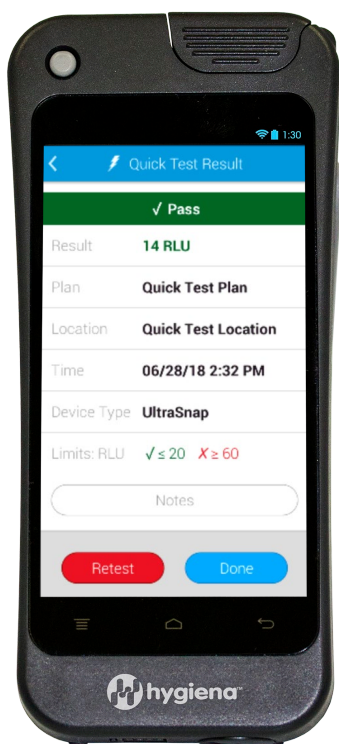 1:30
Quick Test Result
√ Pass
Result 14 RLU
Plan Quick Test Plan
Location Quick Test Location
Time 06/28/18 2:32 PM
Device Type UltraSnap
Limits: RLU √ ≤ 20 X ≥ 60
Notes
Retest Done
hygiena™